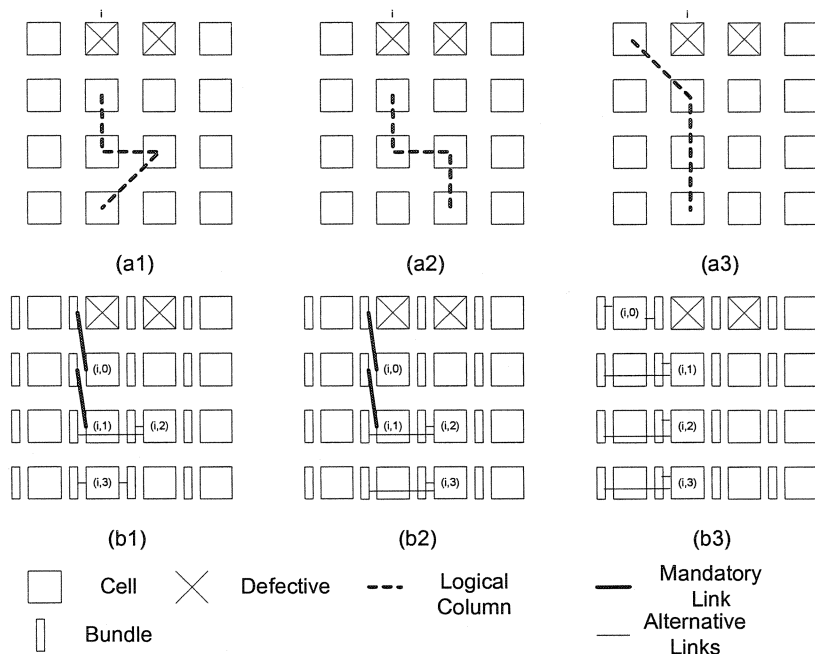 i i i
(a1) (a2) (a3)
(i,0)
(i,0) (i,0) (i,1)
(i,1) (i,2) (i,1) (i,2) (i,2)
(i,3) (i,3) (i,3)
(b1) (b2) (b3)
Cell Defective Logical Mandatory
Column Link
Bundle Alternative
Links